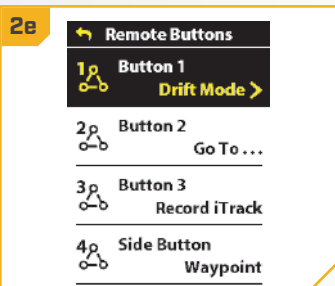 2e
Remote Buttons
1 Button 1
Drift Mode >
2 Button 2
Go To ...
3 Button 3
Record iTrack
4 Side Button
Waypoint